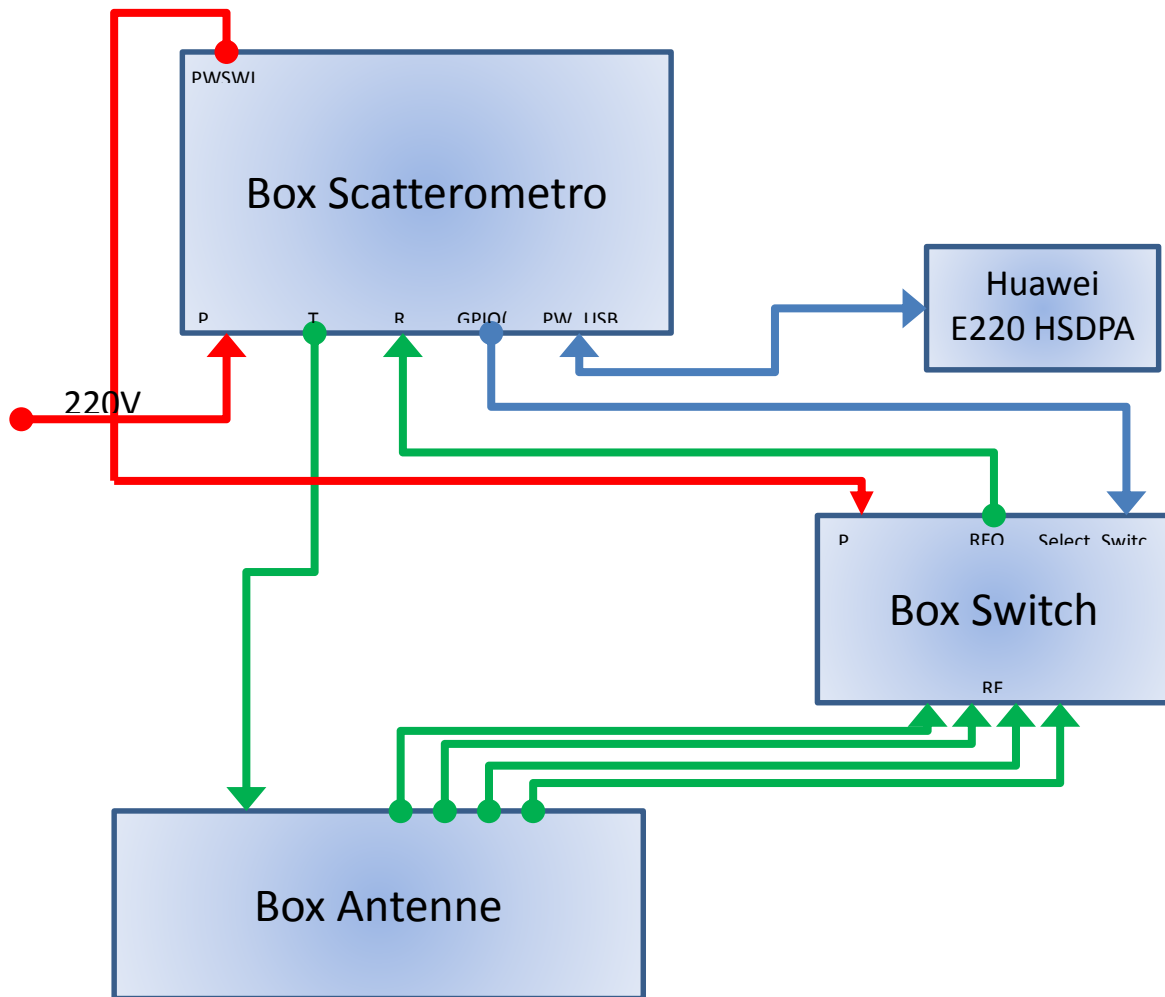 PWSWI
Box Scatterometro
P T R GPIO( PW_USB
Huawei
E220 HSDPA
220V
P RFO Select_Switc
Box Switch
RF
Box Antenne